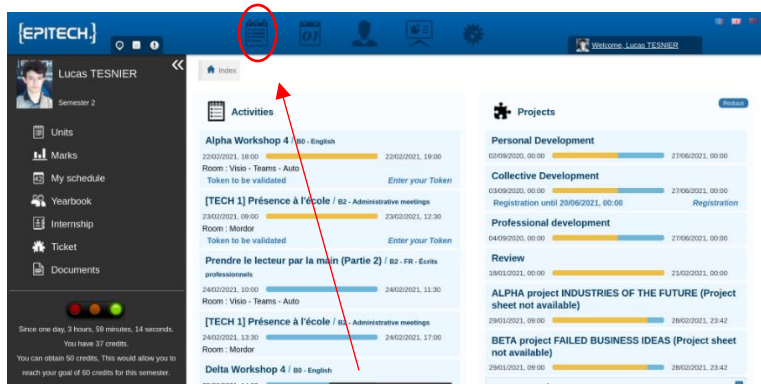 {EPITECH.}
07
Welcome, Lucas TESNIER
Lucas TESNIER
Semester 2
Units
Marks
My schedule
Yearbook
Internship
Ticket
Documents
Since one day, 3 hours, 59 minutes, 14 seconds.
You have 37 credits.
You can obtain 50 credits. This would allow you to
reach your goal of 60 credits for this semester.
Index
Activities
Alpha Workshop 4 / B0 - English
22/02/2021, 18:00 22/02/2021, 19:00
Room : Visio - Teams - Auto
Token to be validated Enter your Token
[TECH 1] Présence à l'école / B2 - Administrative meetings
23/02/2021, 09:00 23/02/2021, 12:30
Room : Mordor
Token to be validated Enter your Token
Prendre le lecteur par la main (Partie 2) / B2 - FR - Écrits
professionnels
24/02/2021, 10:00 24/02/2021, 11:30
Room : Visio - Teams - Auto
[TECH 1] Présence à l'école / B2 - Administrative meetings
24/02/2021, 13:30 24/02/2021, 17:00
Room : Mordor
Delta Workshop 4 / B0 - English
Projects
Reduce
Personal Development
02/09/2020, 00:00 27/06/2021, 00:00
Collective Development
03/09/2020, 00:00 27/06/2021, 00:00
Registration until 20/06/2021, 00:00 Registration
Professional development
04/09/2020, 00:00 27/06/2021, 00:00
Review
18/01/2021, 00:00 21/02/2021, 00:00
ALPHA project INDUSTRIES OF THE FUTURE (Project
sheet not available)
29/01/2021, 09:00 28/02/2021, 23:42
BETA project FAILED BUSINESS IDEAS (Project sheet
not available)
29/01/2021, 09:00 28/02/2021, 23:42